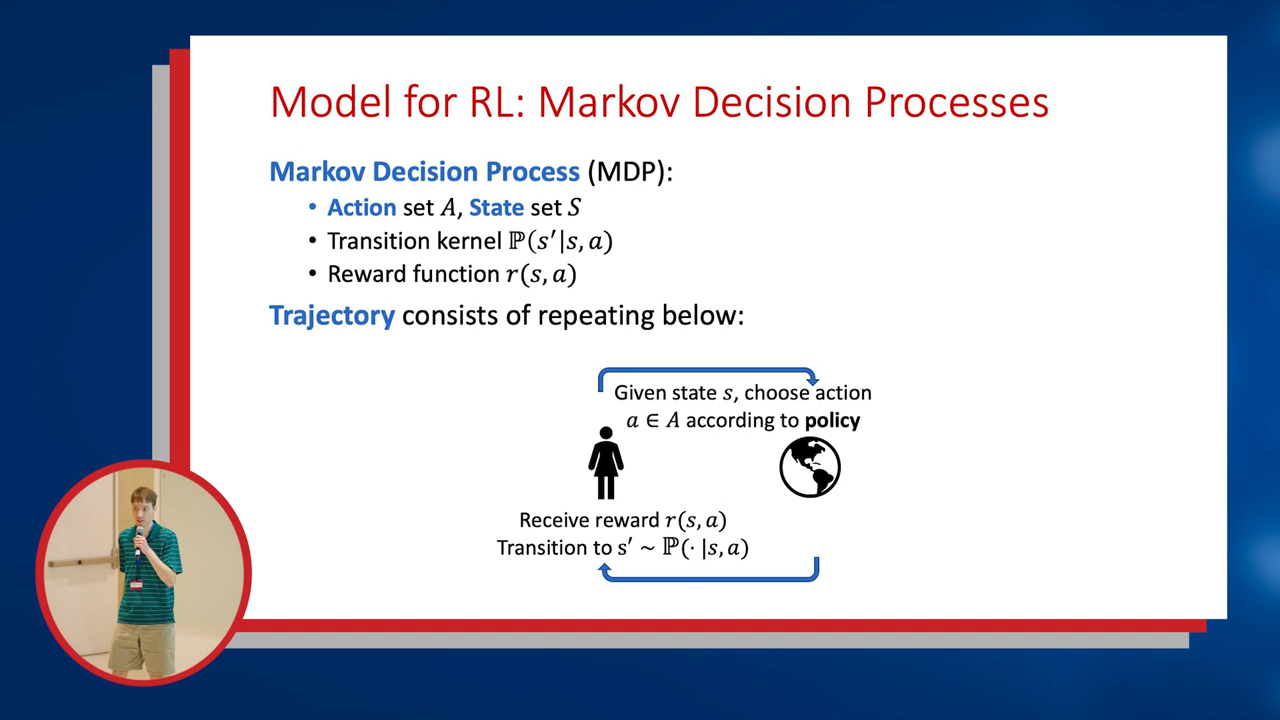 Model for RL: Markov Decision Processes
Markov Decision Process (MDP):
• Action set A, State set S
• Transition kernel ℙ(s′|s, a)
• Reward function r(s, a)
Trajectory consists of repeating below:
Given state s, choose action
a ∈ A according to policy
Receive reward r(s, a)
Transition to s′ ~ ℙ(· |s, a)